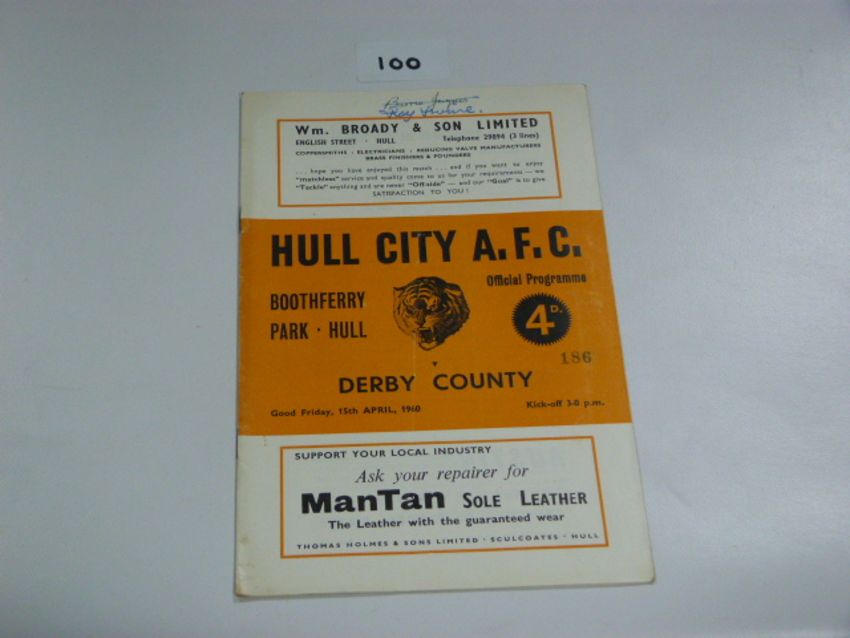 100
Wm. BROADY & SON LIMITED
ENGLISH STREET · HULL Telephone 29894 (3 lines)
COPPERSMITHS · ELECTRICIANS · REDUCING VALVE MANUFACTURERS
BRASS FINISHERS & FOUNDERS
. . . hope you have enjoyed this match . . . and if you want to enjoy
"matchless" service and quality come to us for your requirements — we
"Tackle" anything and are never "Off-side" — and our "Goal" is to give
SATISFACTION TO YOU !
HULL CITY A.F.C.
Official Programme
BOOTHFERRY
PARK · HULL
4D.
186
v
DERBY COUNTY
Good Friday, 15th APRIL, 1960 Kick-off 3-0 p.m.
SUPPORT YOUR LOCAL INDUSTRY
Ask your repairer for
ManTan SOLE LEATHER
The Leather with the guaranteed wear
THOMAS HOLMES & SONS LIMITED · SCULCOATES · HULL